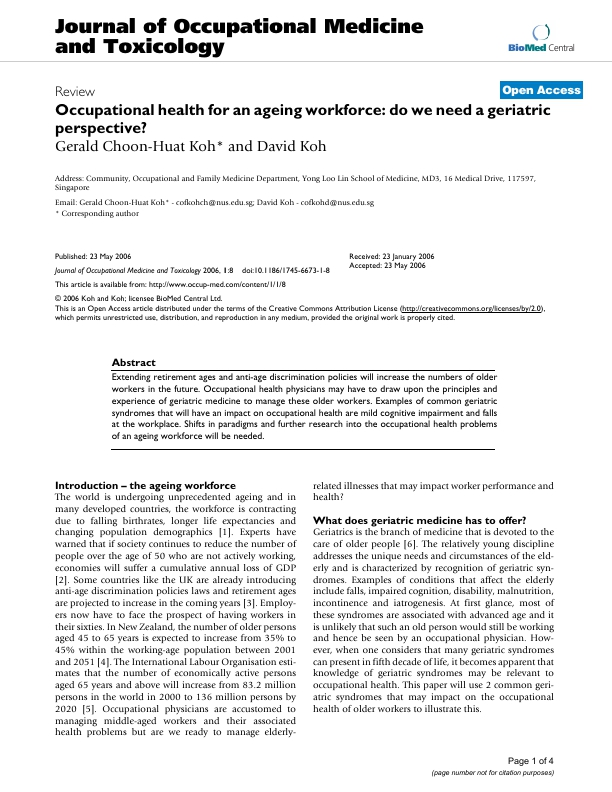 Journal of Occupational Medicine
and Toxicology
BioMed Central
Review
Open Access
Occupational health for an ageing workforce: do we need a geriatric
perspective?
Gerald Choon-Huat Koh* and David Koh
Address: Community, Occupational and Family Medicine Department, Yong Loo Lin School of Medicine, MD3, 16 Medical Drive, 117597,
Singapore
Email: Gerald Choon-Huat Koh* - cofkohch@nus.edu.sg; David Koh - cofkohd@nus.edu.sg
* Corresponding author
Published: 23 May 2006
Journal of Occupational Medicine and Toxicology 2006, 1:8 doi:10.1186/1745-6673-1-8
Received: 23 January 2006
Accepted: 23 May 2006
This article is available from: http://www.occup-med.com/content/1/1/8
© 2006 Koh and Koh; licensee BioMed Central Ltd.
This is an Open Access article distributed under the terms of the Creative Commons Attribution License (http://creativecommons.org/licenses/by/2.0),
which permits unrestricted use, distribution, and reproduction in any medium, provided the original work is properly cited.
Abstract
Extending retirement ages and anti-age discrimination policies will increase the numbers of older
workers in the future. Occupational health physicians may have to draw upon the principles and
experience of geriatric medicine to manage these older workers. Examples of common geriatric
syndromes that will have an impact on occupational health are mild cognitive impairment and falls
at the workplace. Shifts in paradigms and further research into the occupational health problems
of an ageing workforce will be needed.
Introduction – the ageing workforce
The world is undergoing unprecedented ageing and in
many developed countries, the workforce is contracting
due to falling birthrates, longer life expectancies and
changing population demographics [1]. Experts have
warned that if society continues to reduce the number of
people over the age of 50 who are not actively working,
economies will suffer a cumulative annual loss of GDP
[2]. Some countries like the UK are already introducing
anti-age discrimination policies laws and retirement ages
are projected to increase in the coming years [3]. Employ-
ers now have to face the prospect of having workers in
their sixties. In New Zealand, the number of older persons
aged 45 to 65 years is expected to increase from 35% to
45% within the working-age population between 2001
and 2051 [4]. The International Labour Organisation esti-
mates that the number of economically active persons
aged 65 years and above will increase from 83.2 million
persons in the world in 2000 to 136 million persons by
2020 [5]. Occupational physicians are accustomed to
managing middle-aged workers and their associated
health problems but are we ready to manage elderly-
related illnesses that may impact worker performance and
health?
What does geriatric medicine has to offer?
Geriatrics is the branch of medicine that is devoted to the
care of older people [6]. The relatively young discipline
addresses the unique needs and circumstances of the eld-
erly and is characterized by recognition of geriatric syn-
dromes. Examples of conditions that affect the elderly
include falls, impaired cognition, disability, malnutrition,
incontinence and iatrogenesis. At first glance, most of
these syndromes are associated with advanced age and it
is unlikely that such an old person would still be working
and hence be seen by an occupational physician. How-
ever, when one considers that many geriatric syndromes
can present in fifth decade of life, it becomes apparent that
knowledge of geriatric syndromes may be relevant to
occupational health. This paper will use 2 common geri-
atric syndromes that may impact on the occupational
health of older workers to illustrate this.
Page 1 of 4
(page number not for citation purposes)